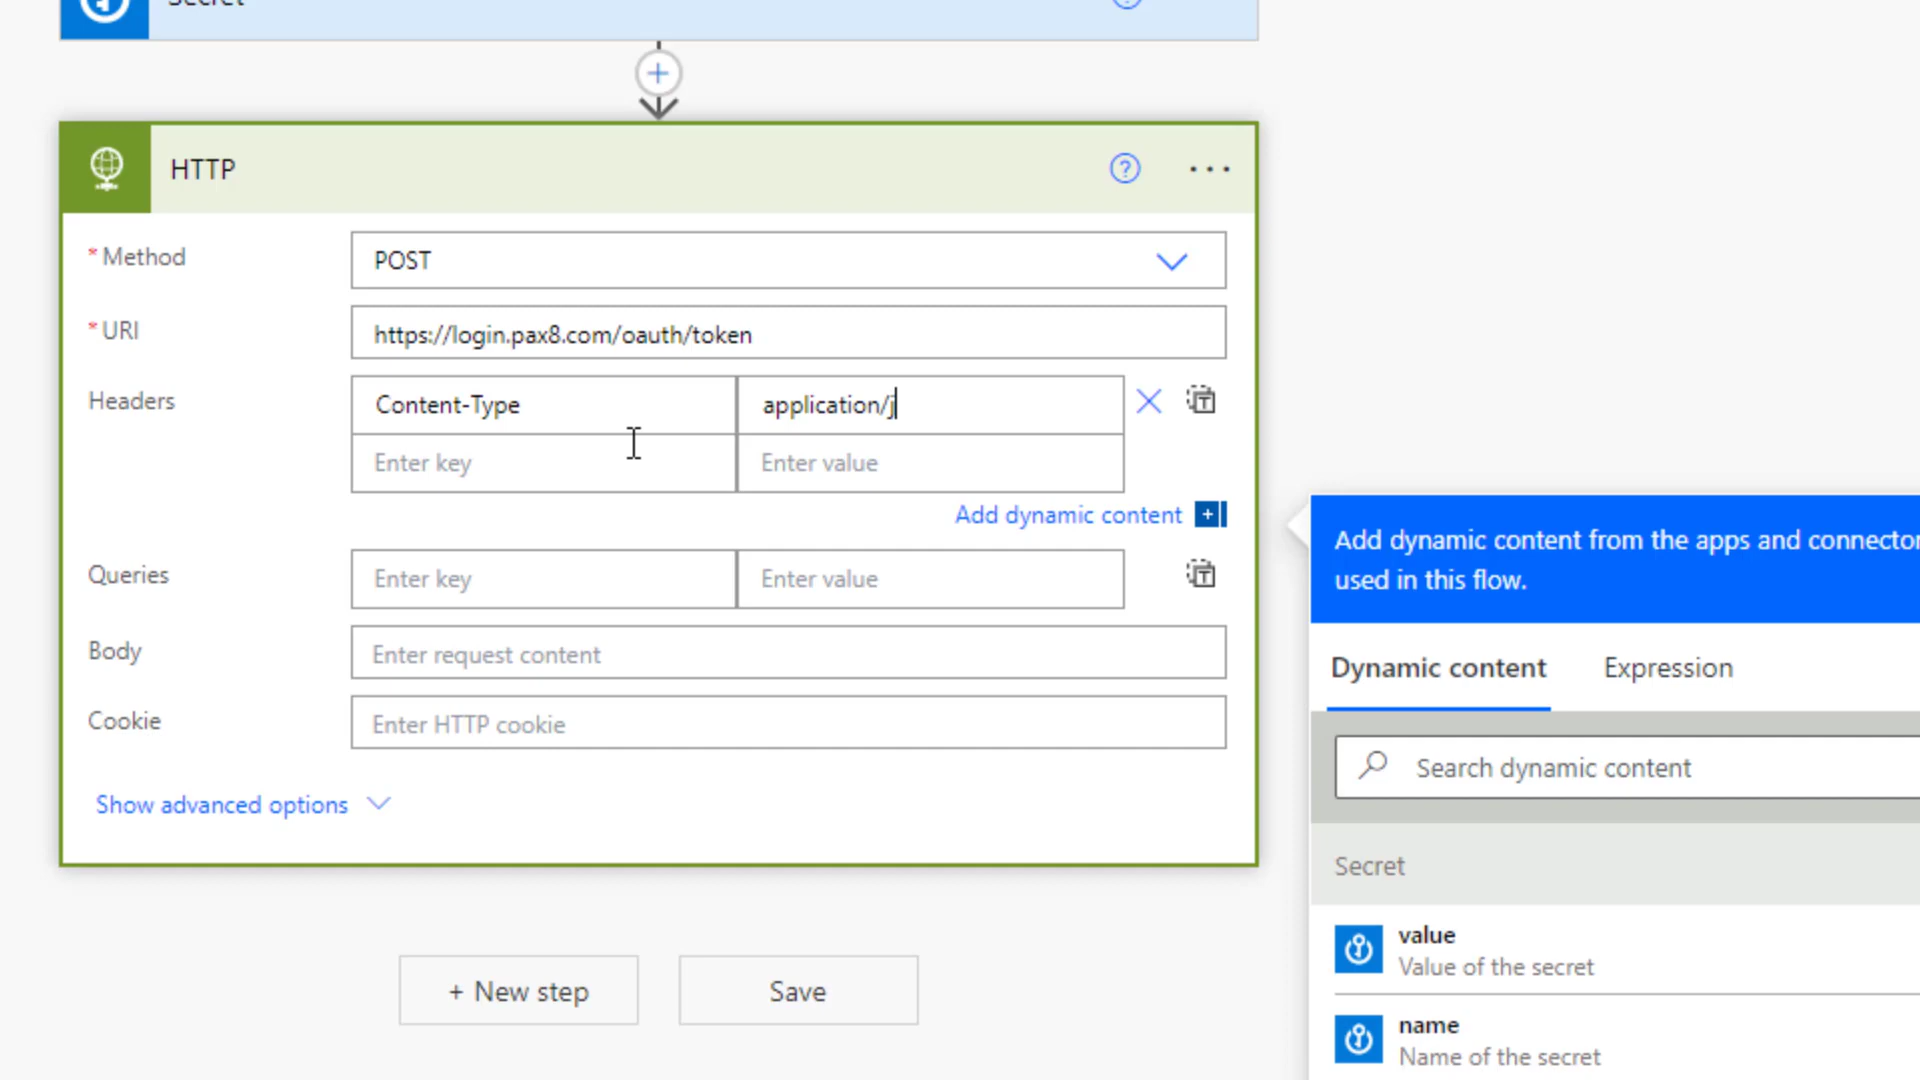 Secret
HTTP
* Method
POST
* URI
https://login.pax8.com/oauth/token
Headers
Content-Type
application/j
Enter key
Enter value
Add dynamic content
Queries
Enter key
Enter value
Body
Enter request content
Cookie
Enter HTTP cookie
Show advanced options
+ New step
Save
Add dynamic content from the apps and connector
used in this flow.
Dynamic content
Expression
Search dynamic content
Secret
value
Value of the secret
name
Name of the secret